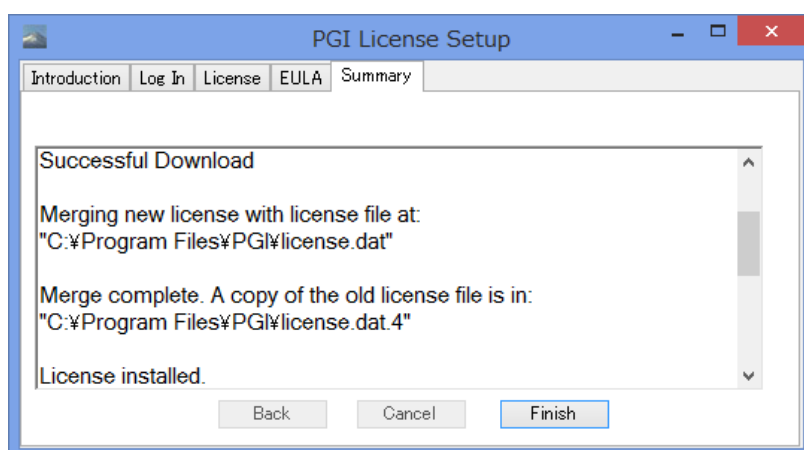 PGI License Setup
Introduction Log In License EULA Summary
Successful Download
Merging new license with license file at:
"C:¥Program Files¥PGI¥license.dat"
Merge complete. A copy of the old license file is in:
"C:¥Program Files¥PGI¥license.dat.4"
License installed.
Back Cancel Finish